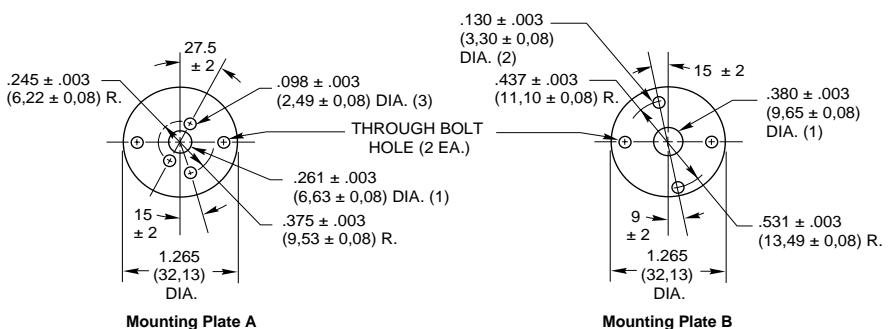 27.5
± 2
.245 ± .003
(6,22 ± 0,08) R.
.098 ± .003
(2,49 ± 0,08) DIA. (3)
THROUGH BOLT
HOLE (2 EA.)
.261 ± .003
(6,63 ± 0,08) DIA. (1)
15
± 2
.375 ± .003
(9,53 ± 0,08) R.
1.265
(32,13)
DIA.
Mounting Plate A
.130 ± .003
(3,30 ± 0,08)
DIA. (2)
15 ± 2
.437 ± .003
(11,10 ± 0,08) R.
.380 ± .003
(9,65 ± 0,08)
DIA. (1)
9
± 2
.531 ± .003
(13,49 ± 0,08) R.
1.265
(32,13)
DIA.
Mounting Plate B